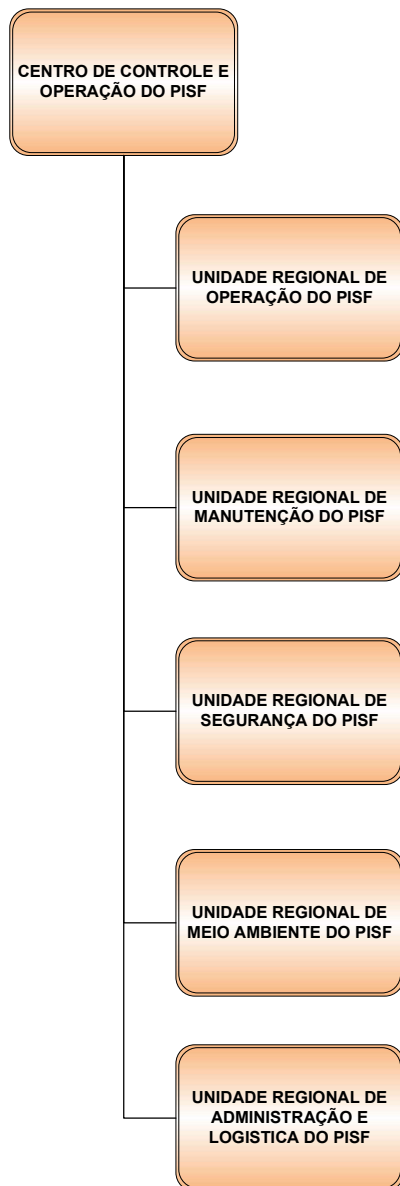 CENTRO DE CONTROLE E
OPERAÇÃO DO PISF
UNIDADE REGIONAL DE
OPERAÇÃO DO PISF
UNIDADE REGIONAL DE
MANUTENÇÃO DO PISF
UNIDADE REGIONAL DE
SEGURANÇA DO PISF
UNIDADE REGIONAL DE
MEIO AMBIENTE DO PISF
UNIDADE REGIONAL DE
ADMINISTRAÇÃO E
LOGISTICA DO PISF